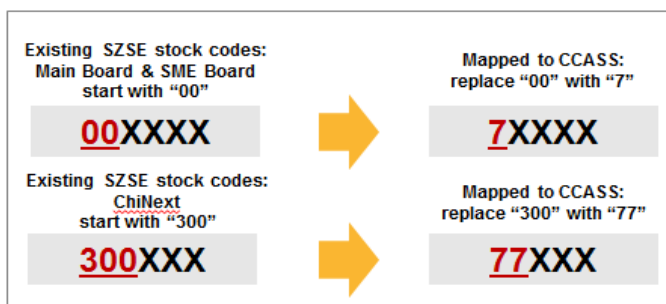 Existing SZSE stock codes:
Main Board & SME Board
start with “00”
00XXXX
Mapped to CCASS:
replace “00” with “7”
7XXXX
Existing SZSE stock codes:
ChiNext
start with “300”
300XXX
Mapped to CCASS:
replace “300” with “77”
77XXX